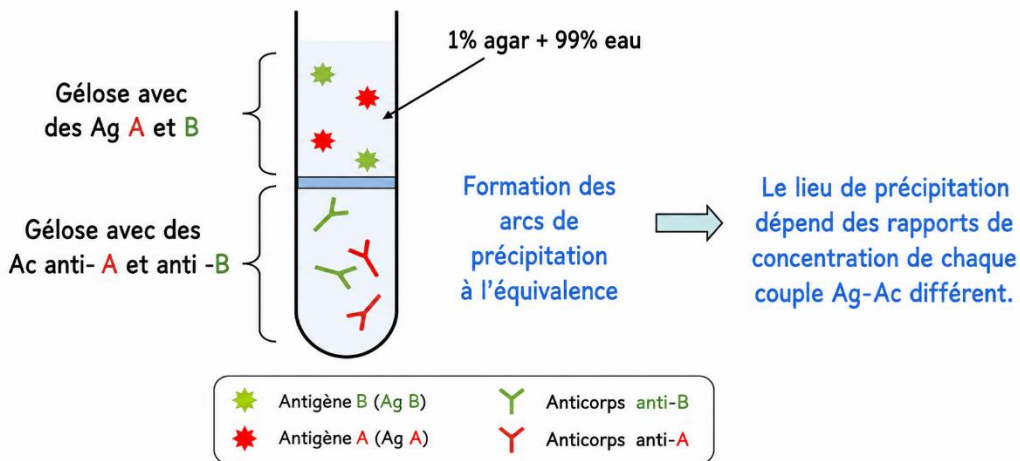 1% agar + 99% eau
Gélose avec
des Ag A et B
Gélose avec des
Ac anti- A et anti -B
Formation des
arcs de
précipitation
à l'équivalence
Le lieu de précipitation
dépend des rapports de
concentration de chaque
couple Ag-Ac différent.
Antigène B (Ag B)
Anticorps anti-B
Antigène A (Ag A)
Anticorps anti-A